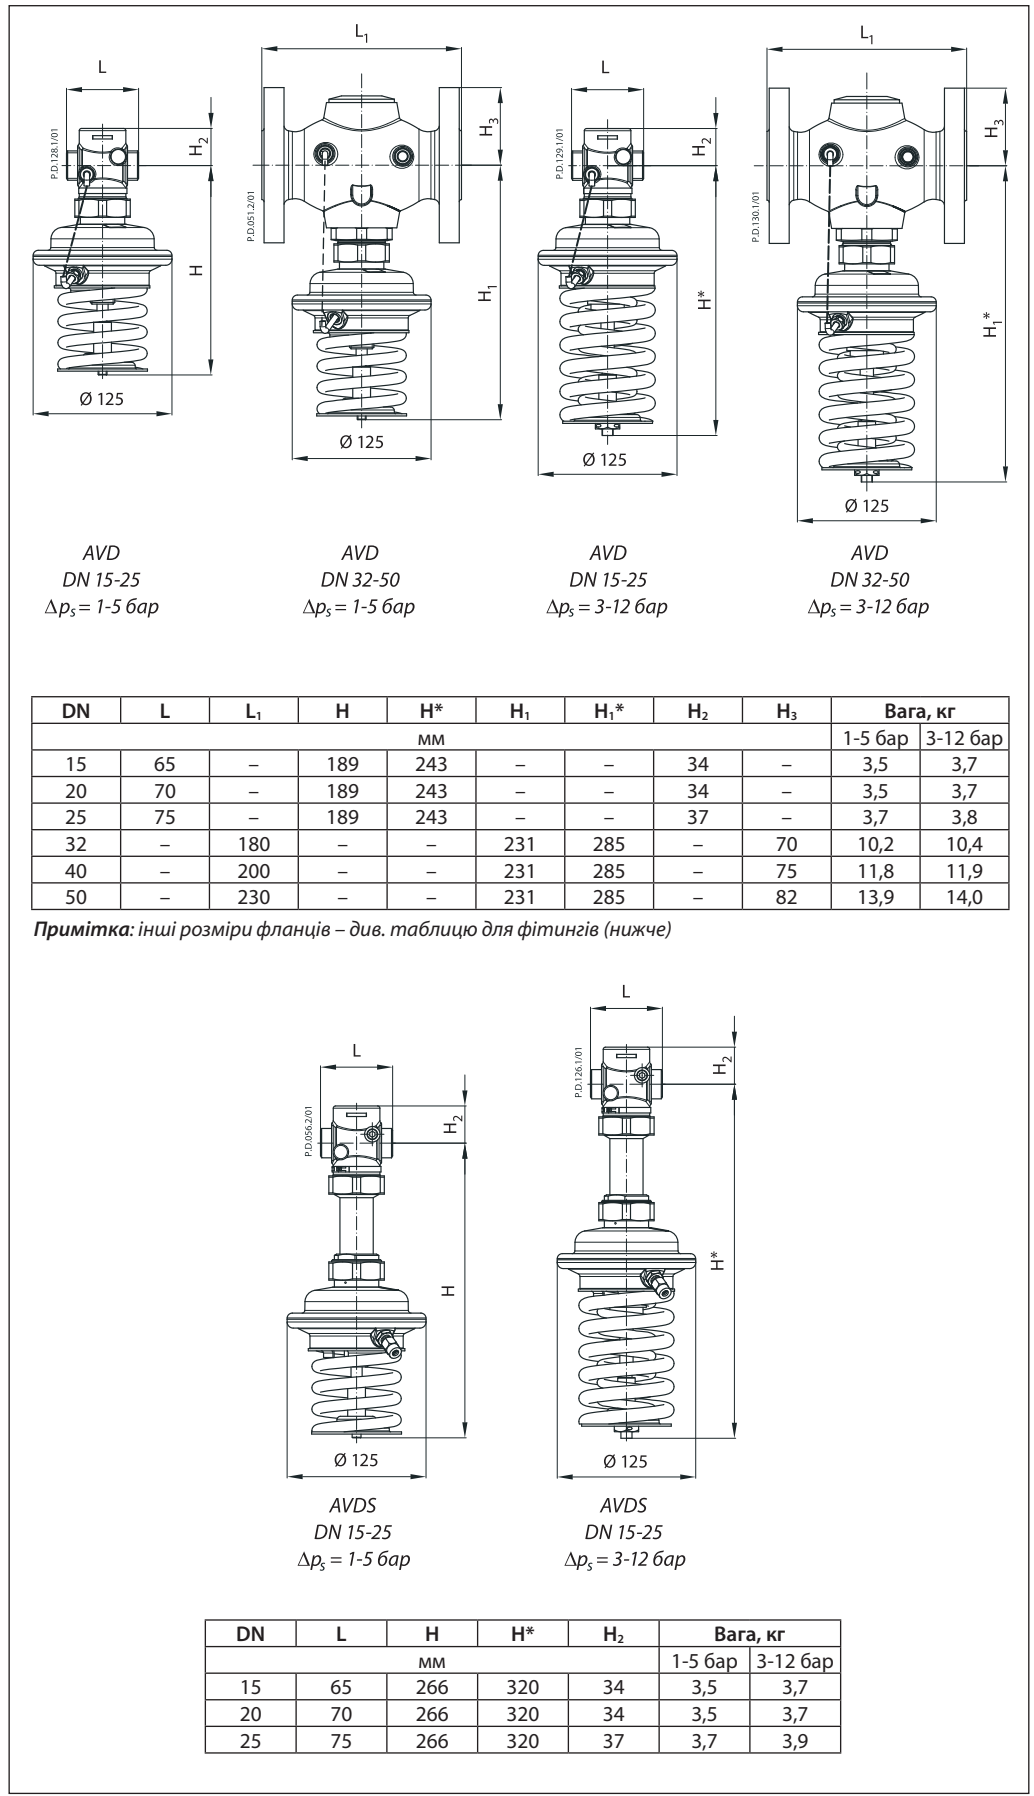 L
H2
P.D.128.1/01
H
Ø 125
L1
H3
P.D.051.2/01
H1
Ø 125
L
H2
P.D.129.1/01
H*
Ø 125
L1
H3
P.D.130.1/01
H1*
Ø 125
AVD
DN 15-25
Δps = 1-5 бар
AVD
DN 32-50
Δps = 1-5 бар
AVD
DN 15-25
Δps = 3-12 бар
AVD
DN 32-50
Δps = 3-12 бар
DN L L1 H H* H1 H1* H2 H3 Вага, кг
мм 1-5 бар 3-12 бар
15 65 – 189 243 – – 34 – 3,5 3,7
20 70 – 189 243 – – 34 – 3,5 3,7
25 75 – 189 243 – – 37 – 3,7 3,8
32 – 180 – – 231 285 – 70 10,2 10,4
40 – 200 – – 231 285 – 75 11,8 11,9
50 – 230 – – 231 285 – 82 13,9 14,0
Примітка: інші розміри фланців – див. таблицю для фітингів (нижче)
L
H2
P.D.056.2/01
H
Ø 125
L
H2
P.D.126.1/01
H*
Ø 125
AVDS
DN 15-25
Δps = 1-5 бар
AVDS
DN 15-25
Δps = 3-12 бар
DN L H H* H2 Вага, кг
мм 1-5 бар 3-12 бар
15 65 266 320 34 3,5 3,7
20 70 266 320 34 3,5 3,7
25 75 266 320 37 3,7 3,9